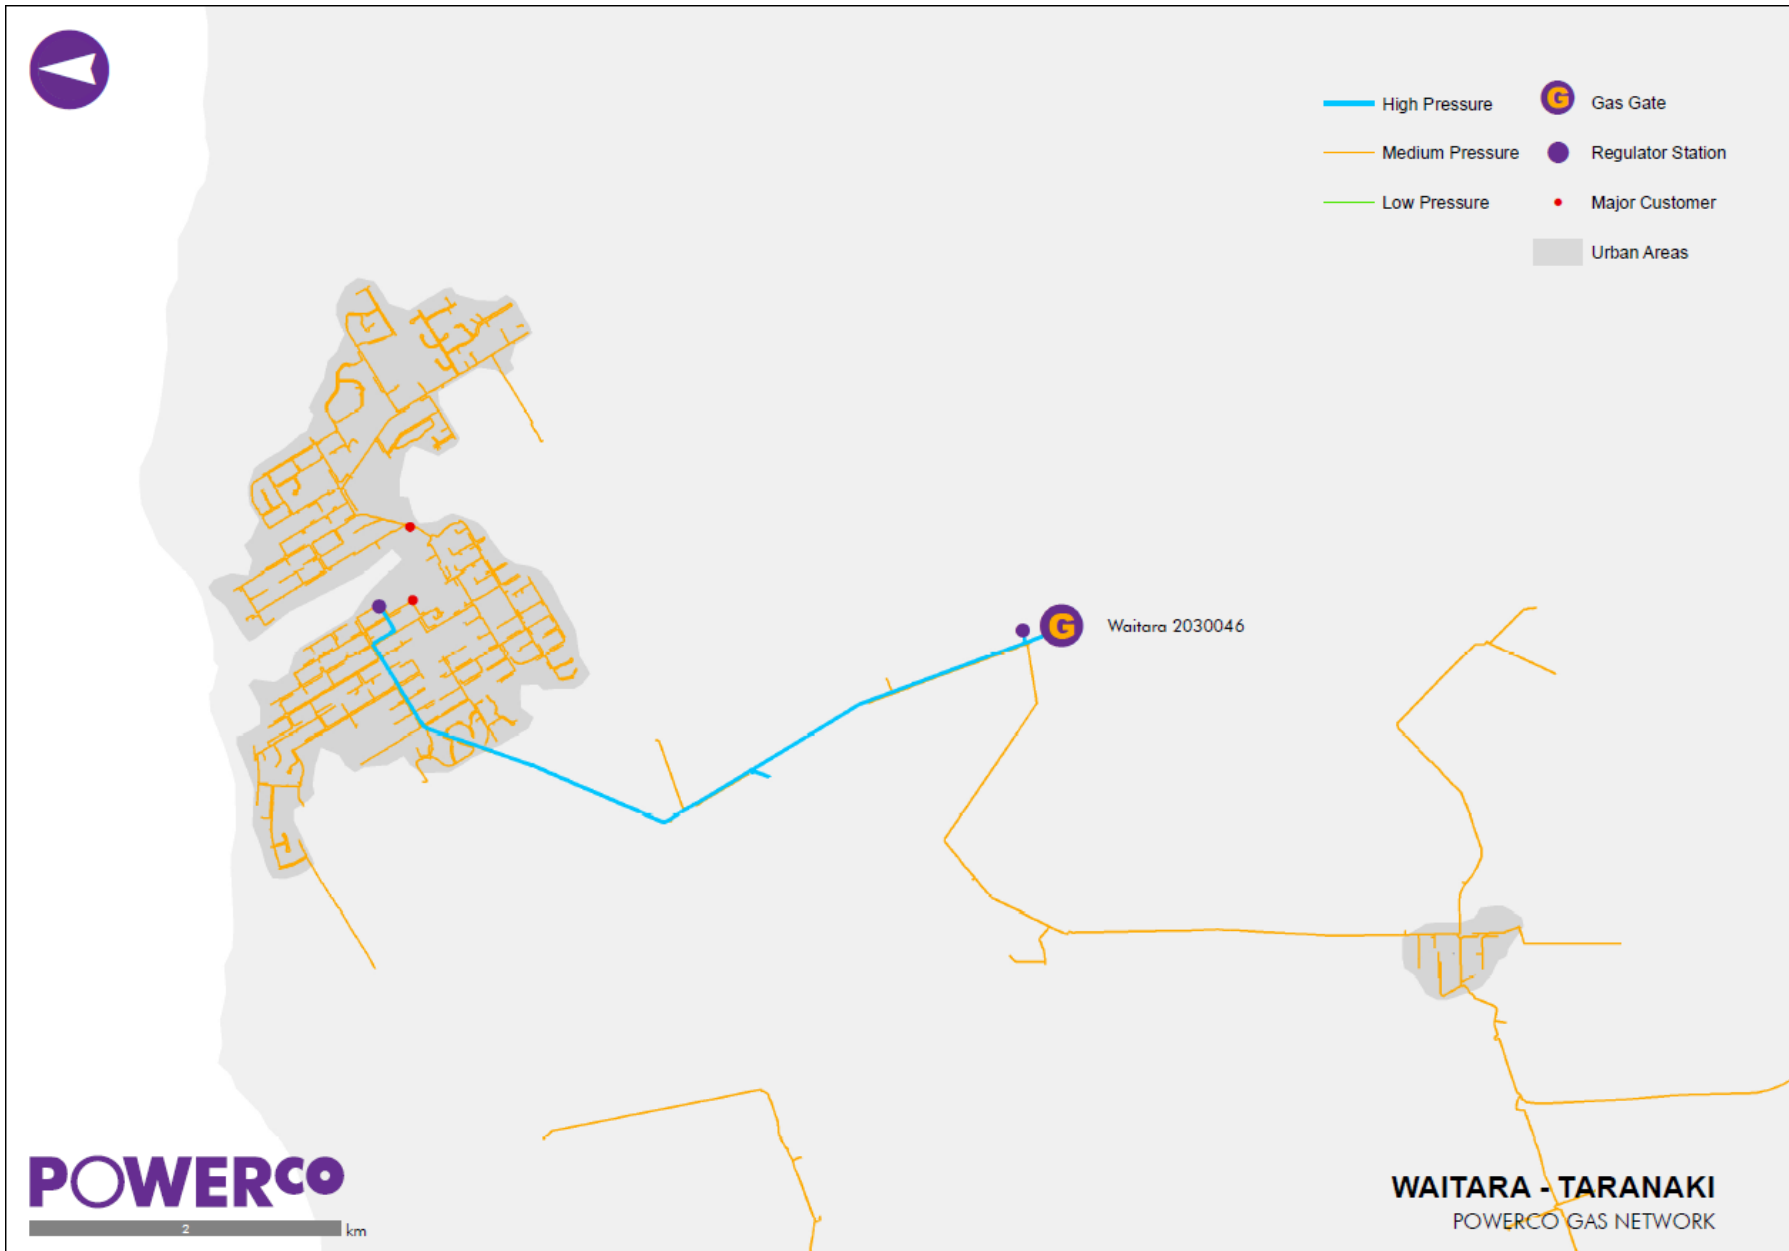 High Pressure
G Gas Gate
Medium Pressure
Regulator Station
Low Pressure
Major Customer
Urban Areas
G Waitara 2030046
POWERCO
2 km
WAITARA - TARANAKI
POWERCO GAS NETWORK